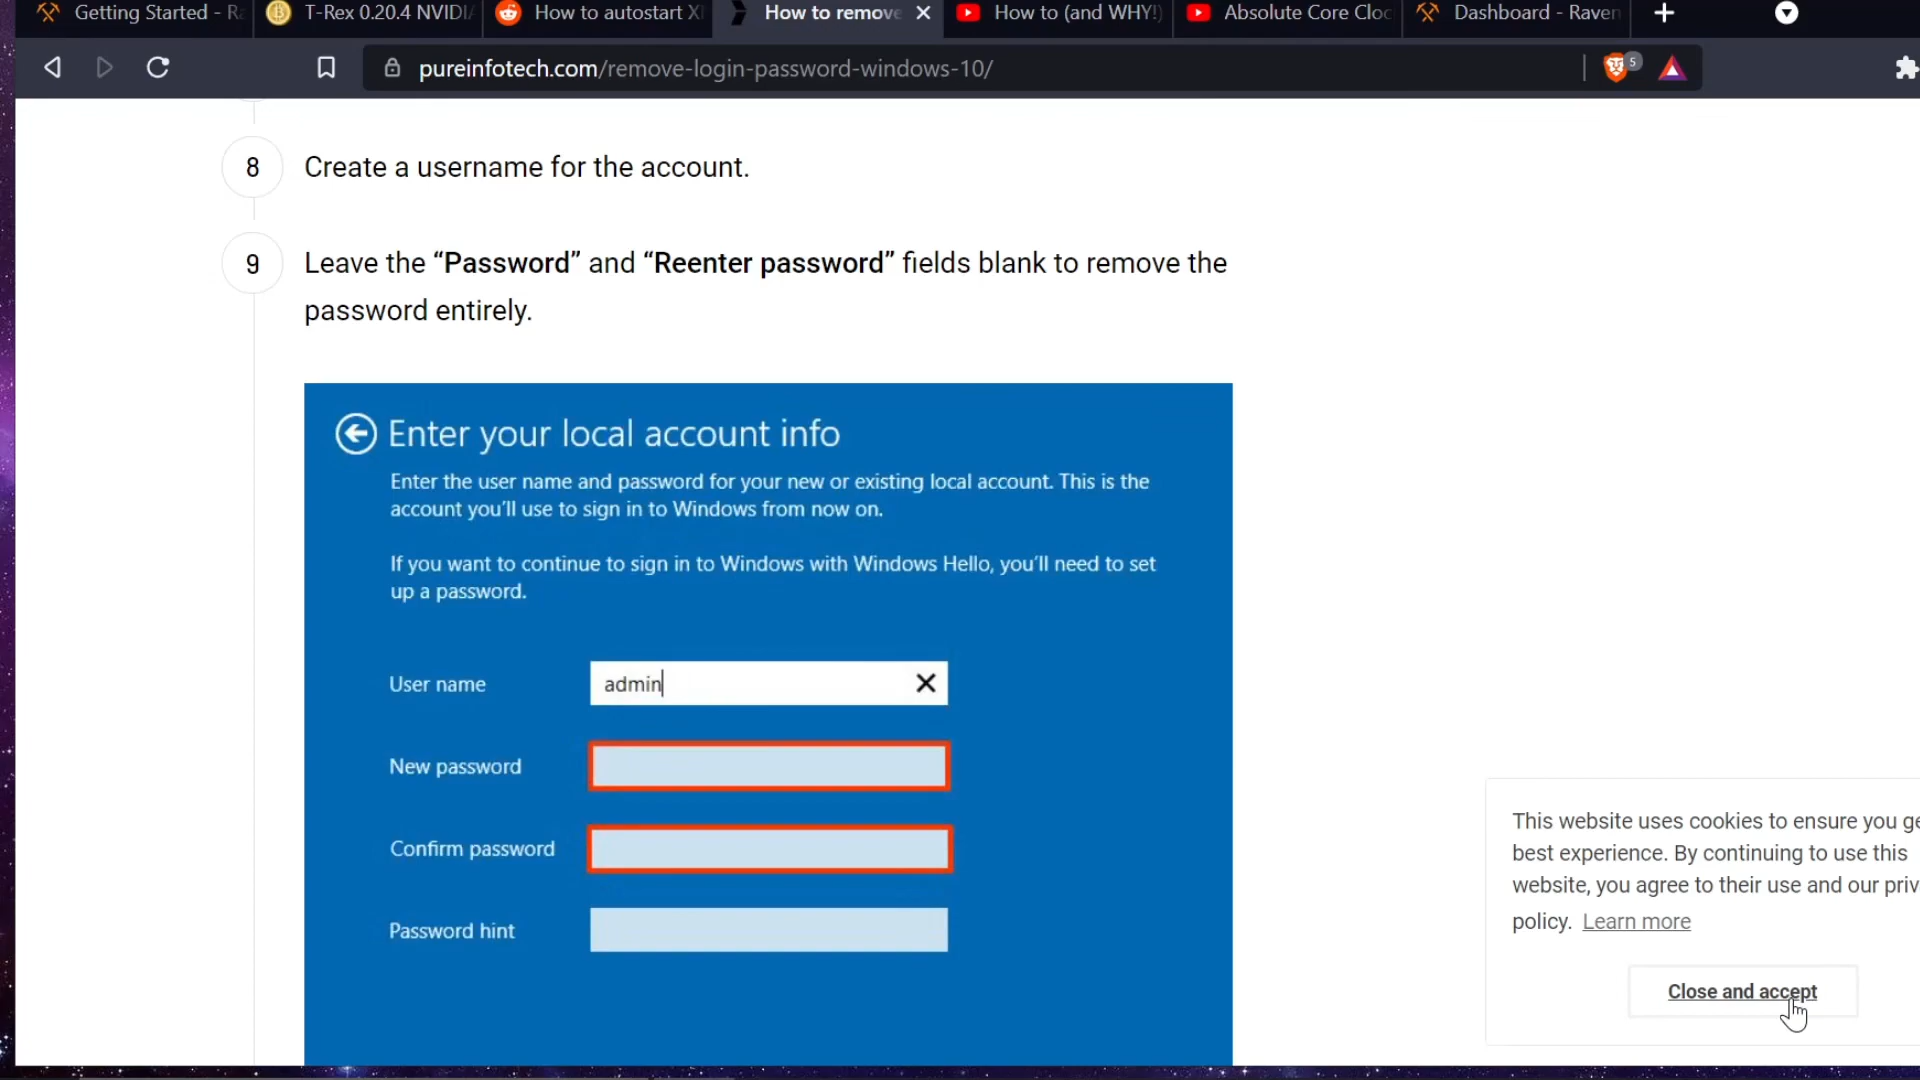 Getting Started - Ra
T-Rex 0.20.4 NVIDIA
How to autostart X
How to remove
How to (and WHY!)
Absolute Core Cloc
Dashboard - Raven
pureinfotech.com/remove-login-password-windows-10/
5
8
Create a username for the account.
9
Leave the “Password” and “Reenter password” fields blank to remove the
password entirely.
Enter your local account info
Enter the user name and password for your new or existing local account. This is the
account you'll use to sign in to Windows from now on.
If you want to continue to sign in to Windows with Windows Hello, you'll need to set
up a password.
User name
admin
New password
Confirm password
Password hint
This website uses cookies to ensure you ge
best experience. By continuing to use this
website, you agree to their use and our priv
policy. Learn more
Close and accept